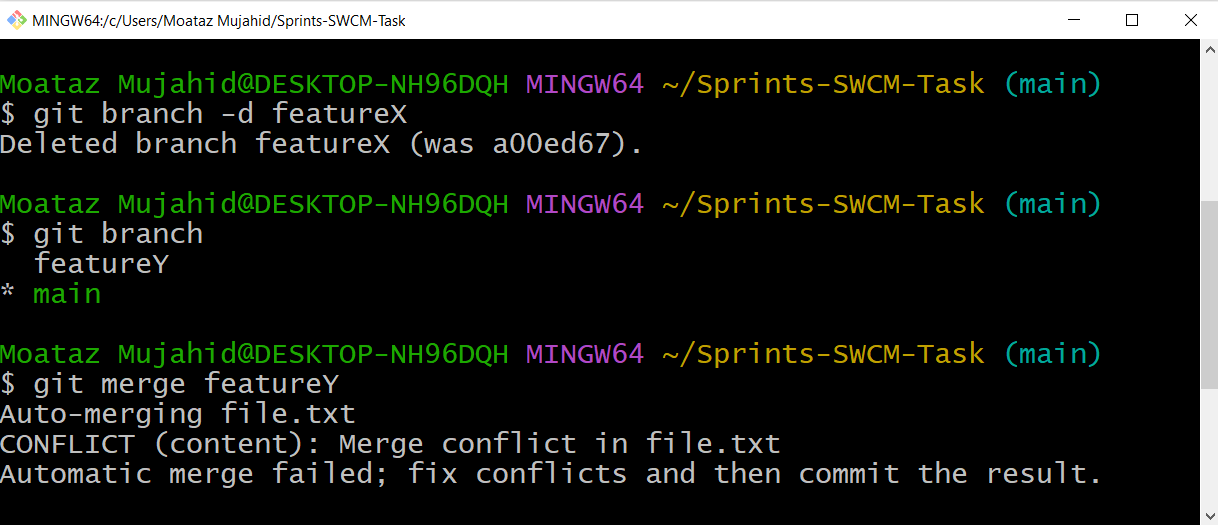 MINGW64:/c/Users/Moataz Mujahid/Sprints-SWCM-Task
Moataz Mujahid@DESKTOP-NH96DQH MINGW64 ~/Sprints-SWCM-Task (main)
$ git branch -d featureX
Deleted branch featureX (was a00ed67).
Moataz Mujahid@DESKTOP-NH96DQH MINGW64 ~/Sprints-SWCM-Task (main)
$ git branch
  featureY
* main
Moataz Mujahid@DESKTOP-NH96DQH MINGW64 ~/Sprints-SWCM-Task (main)
$ git merge featureY
Auto-merging file.txt
CONFLICT (content): Merge conflict in file.txt
Automatic merge failed; fix conflicts and then commit the result.